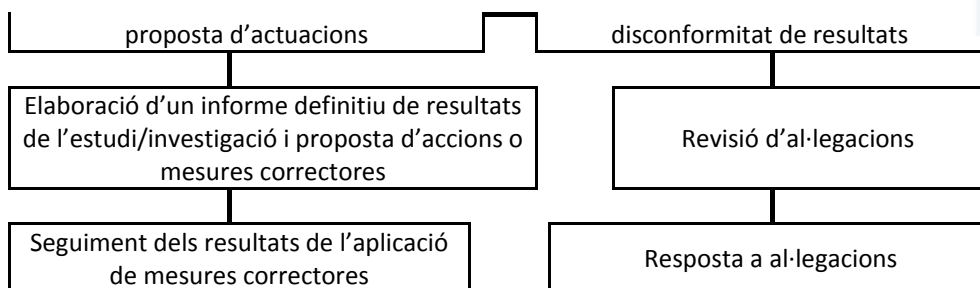 proposta d’actuacions
disconformitat de resultats
Elaboració d’un informe definitiu de resultats
de l’estudi/investigació i proposta d’accions o
mesures correctores
Revisió d’al·legacions
Seguiment dels resultats de l’aplicació
de mesures correctores
Resposta a al·legacions